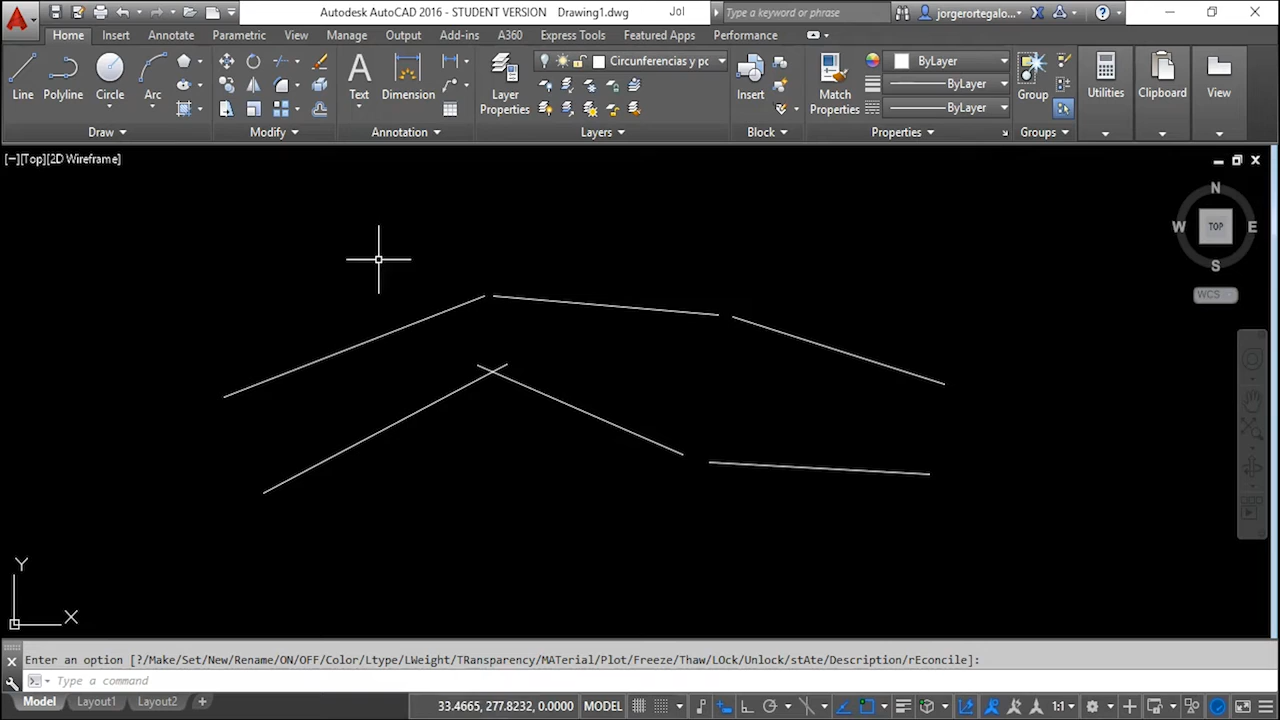 Autodesk AutoCAD 2016 - STUDENT VERSION Drawing1.dwg
Jol
Type a keyword or phrase
jorgerortegalo...
Home Insert Annotate Parametric View Manage Output Add-ins A360 Express Tools Featured Apps Performance
Line Polyline Circle Arc
Text Dimension
Layer Properties
Circunferencias y pc
Insert
Match Properties
ByLayer
ByLayer
ByLayer
Group
Utilities
Clipboard
View
Draw Modify Annotation Layers Block Properties Groups
[−][Top][2D Wireframe]
N
W TOP E
S
WCS
Y
X
Enter an option [?/Make/Set/New/Rename/ON/OFF/Color/Ltype/LWeight/TRansparency/MATerial/Plot/Freeze/Thaw/LOck/Unlock/stAte/Description/rEconcile]:
Type a command
Model Layout1 Layout2 +
33.4665, 277.8232, 0.0000 MODEL
1:1